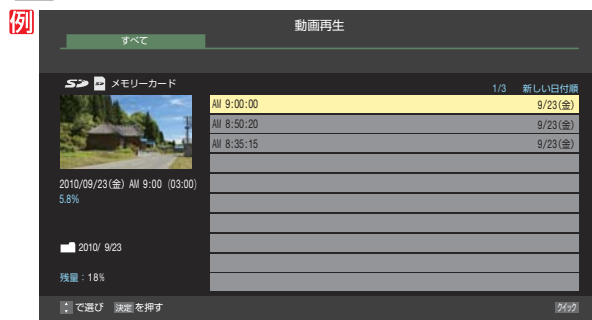 例
動画再生
すべて
SD メモリーカード
1/3 新しい日付順
AM 9:00:00 9/23(金)
AM 8:50:20 9/23(金)
AM 8:35:15 9/23(金)
2010/09/23(金) AM 9:00 (03:00)
5.8%
2010/ 9/23
残量：18%
で選び 決定 を押す
クイック